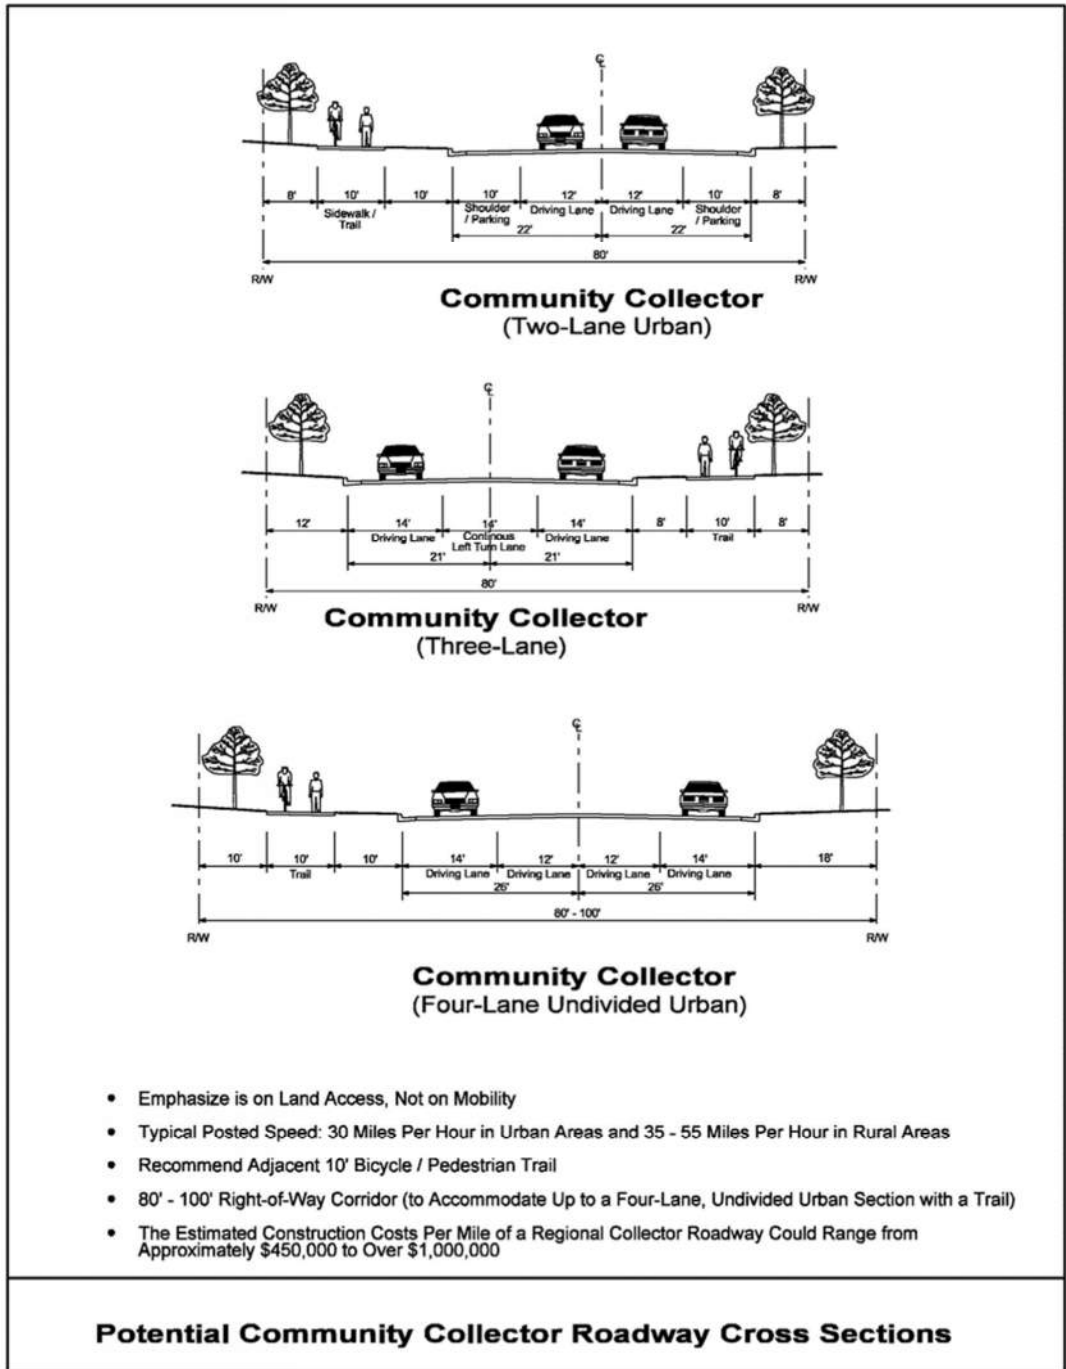 ℄
8' 10' 10' 10' 12' 12' 10' 8'
Sidewalk / Trail Shoulder / Parking Driving Lane Driving Lane Shoulder / Parking
22' 22'
80'
R/W R/W
Community Collector
(Two-Lane Urban)
℄
12' 14' 14' 14' 8' 10' 8'
Driving Lane Continous Left Turn Lane Driving Lane Trail
21' 21'
80'
R/W R/W
Community Collector
(Three-Lane)
℄
10' 10' 10' 14' 12' 12' 14' 18'
Trail Driving Lane Driving Lane Driving Lane Driving Lane
26' 26'
80' - 100'
R/W R/W
Community Collector
(Four-Lane Undivided Urban)
• Emphasize is on Land Access, Not on Mobility
• Typical Posted Speed: 30 Miles Per Hour in Urban Areas and 35 - 55 Miles Per Hour in Rural Areas
• Recommend Adjacent 10' Bicycle / Pedestrian Trail
• 80' - 100' Right-of-Way Corridor (to Accommodate Up to a Four-Lane, Undivided Urban Section with a Trail)
• The Estimated Construction Costs Per Mile of a Regional Collector Roadway Could Range from
Approximately $450,000 to Over $1,000,000
Potential Community Collector Roadway Cross Sections